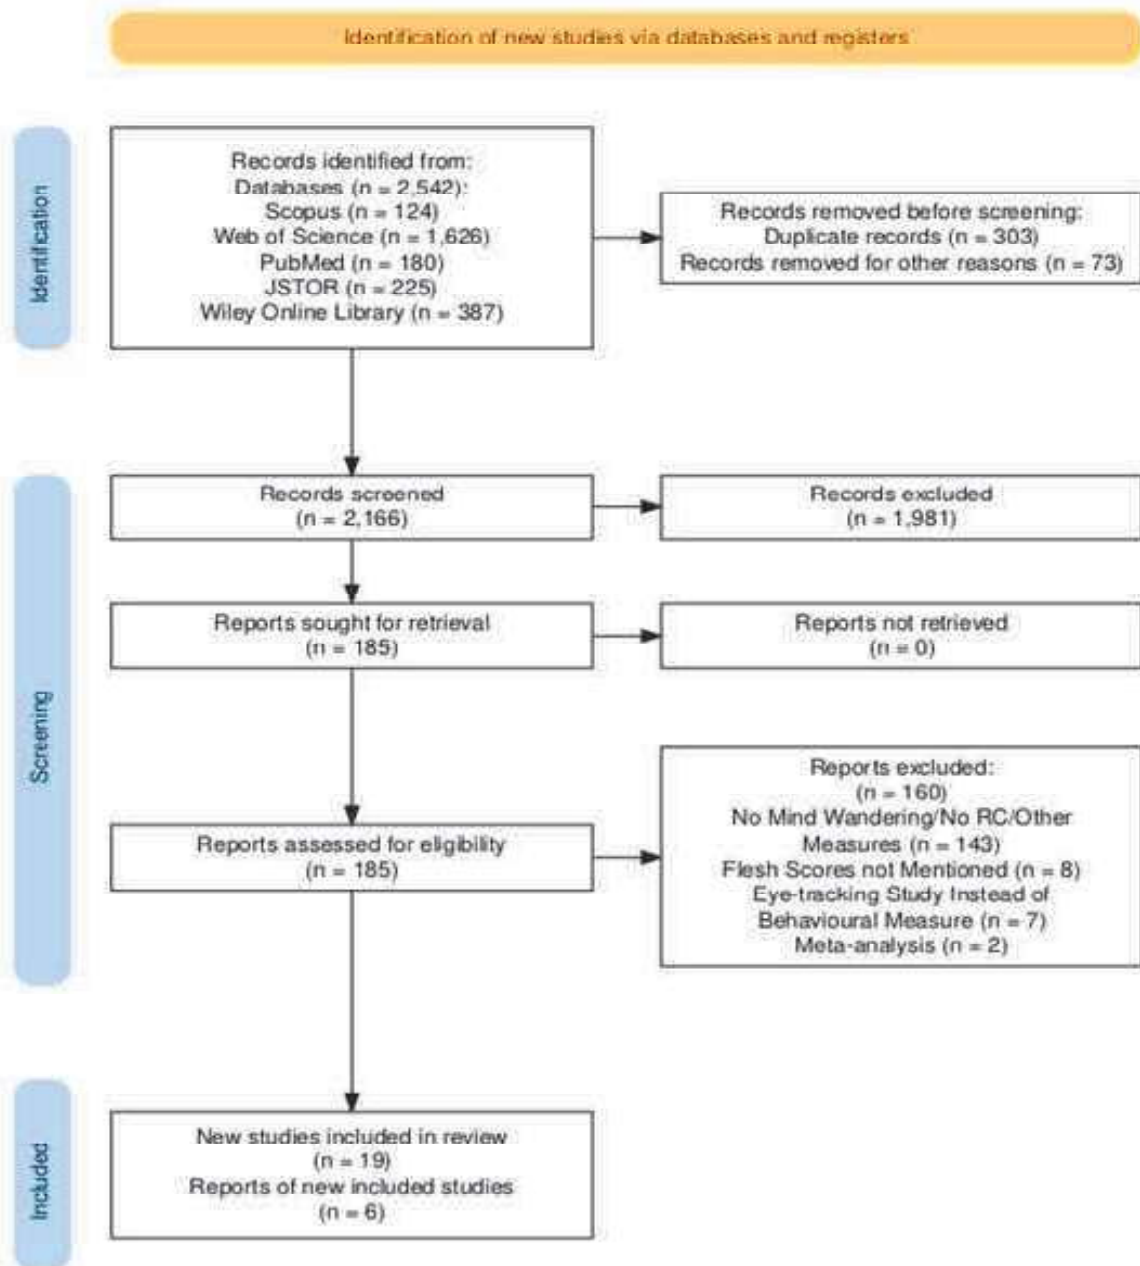 Identification of new studies via databases and registers
Identification
Records identified from:
Databases (n = 2,542):
Scopus (n = 124)
Web of Science (n = 1,626)
PubMed (n = 180)
JSTOR (n = 225)
Wiley Online Library (n = 387)
Records removed before screening:
Duplicate records (n = 303)
Records removed for other reasons (n = 73)
Screening
Records screened
(n = 2,166)
Records excluded
(n = 1,981)
Reports sought for retrieval
(n = 185)
Reports not retrieved
(n = 0)
Reports assessed for eligibility
(n = 185)
Reports excluded:
(n = 160)
No Mind Wandering/No RC/Other
Measures (n = 143)
Flesh Scores not Mentioned (n = 8)
Eye-tracking Study Instead of
Behavioural Measure (n = 7)
Meta-analysis (n = 2)
Included
New studies included in review
(n = 19)
Reports of new included studies
(n = 6)